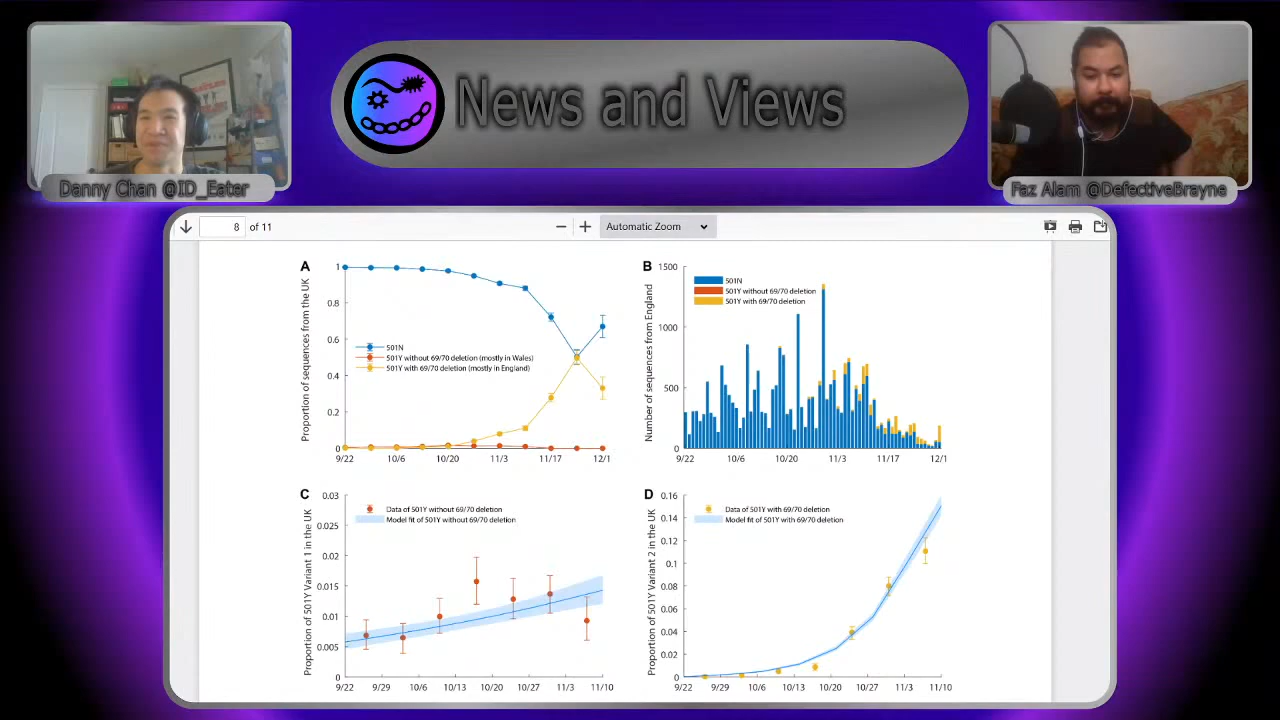 News and Views
Danny Chan @ID_Eater
Faz Alam @DefectiveBrayne
8 of 11
Automatic Zoom
A
Proportion of sequences from the UK
1
0.8
0.6
0.4
0.2
0
501N
501Y without 69/70 deletion (mostly in Wales)
501Y with 69/70 deletion (mostly in England)
9/22 10/6 10/20 11/3 11/17 12/1
B
Number of sequences from England
1500
1000
500
0
501N
501Y without 69/70 deletion
501Y with 69/70 deletion
9/22 10/6 10/20 11/3 11/17 12/1
C
Proportion of 501Y Variant 1 in the UK
0.03
0.025
0.02
0.015
0.01
0.005
0
Data of 501Y without 69/70 deletion
Model fit of 501Y without 69/70 deletion
9/22 9/29 10/6 10/13 10/20 10/27 11/3 11/10
D
Proportion of 501Y Variant 2 in the UK
0.16
0.14
0.12
0.1
0.08
0.06
0.04
0.02
0
Data of 501Y with 69/70 deletion
Model fit of 501Y with 69/70 deletion
9/22 9/29 10/6 10/13 10/20 10/27 11/3 11/10